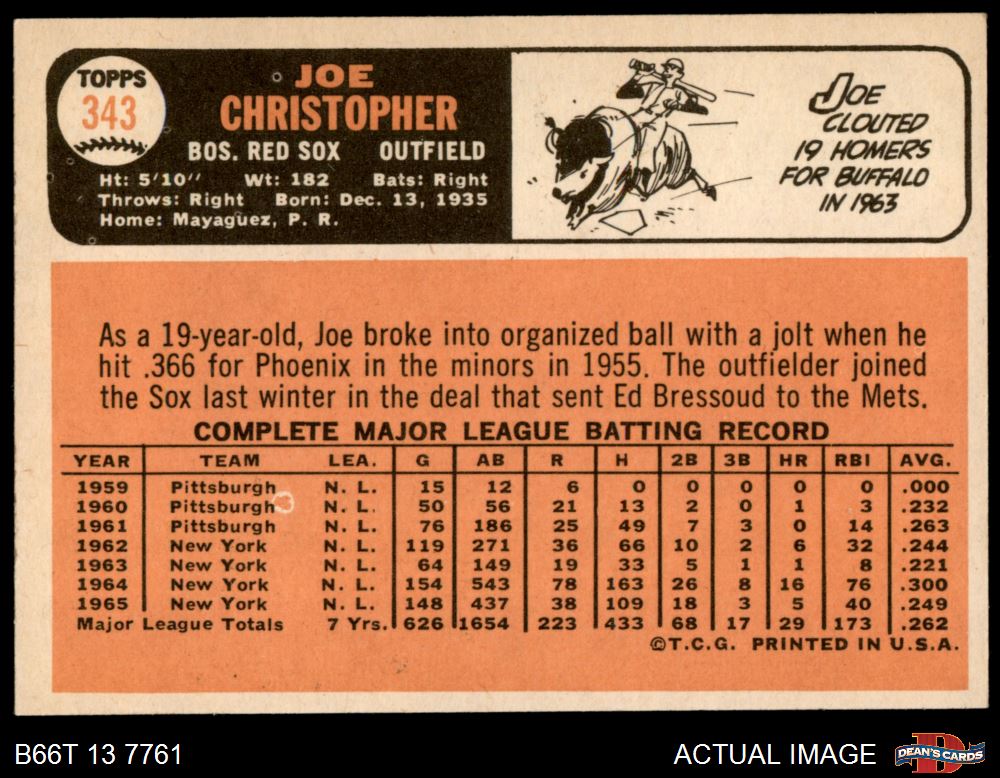 TOPPS
343
JOE
CHRISTOPHER
BOS. RED SOX OUTFIELD
Ht: 5'10" Wt: 182 Bats: Right
Throws: Right Born: Dec. 13, 1935
Home: Mayaguez, P. R.
JOE
CLOUTED
19 HOMERS
FOR BUFFALO
IN 1963
As a 19-year-old, Joe broke into organized ball with a jolt when he
hit .366 for Phoenix in the minors in 1955. The outfielder joined
the Sox last winter in the deal that sent Ed Bressoud to the Mets.
COMPLETE MAJOR LEAGUE BATTING RECORD
YEAR TEAM LEA. G AB R H 2B 3B HR RBI AVG.
1959 Pittsburgh N. L. 15 12 6 0 0 0 0 0 .000
1960 Pittsburgh N. L. 50 56 21 13 2 0 1 3 .232
1961 Pittsburgh N. L. 76 186 25 49 7 3 0 14 .263
1962 New York N. L. 119 271 36 66 10 2 6 32 .244
1963 New York N. L. 64 149 19 33 5 1 1 8 .221
1964 New York N. L. 154 543 78 163 26 8 16 76 .300
1965 New York N. L. 148 437 38 109 18 3 5 40 .249
Major League Totals 7 Yrs. 626 1654 223 433 68 17 29 173 .262
©T.C.G. PRINTED IN U.S.A.
B66T 13 7761
ACTUAL IMAGE
D
DEAN'S CARDS